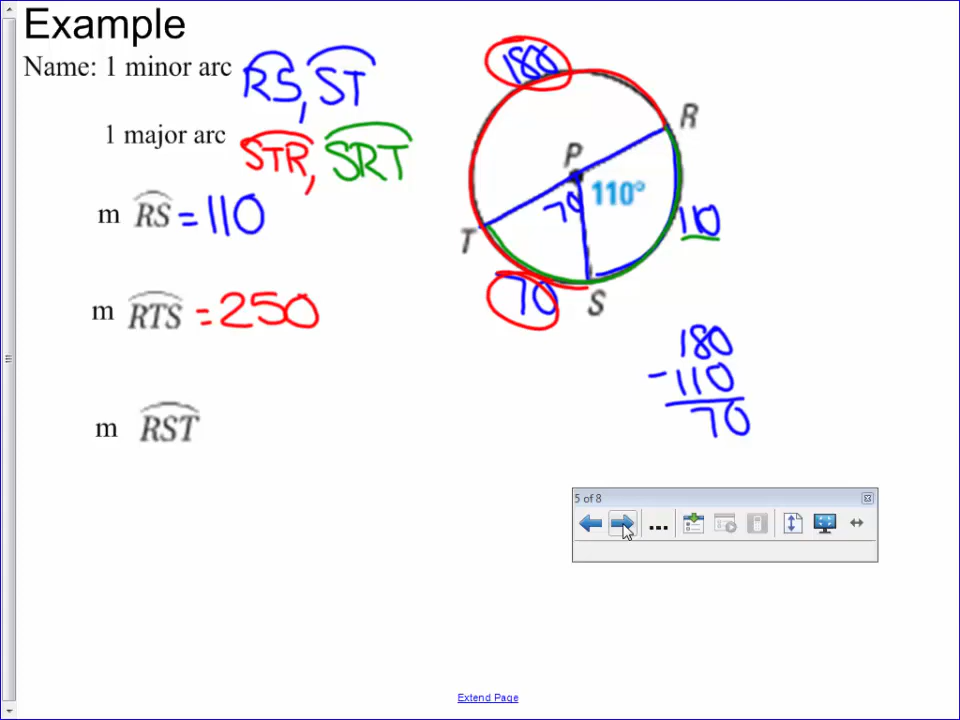 Example
Name: 1 minor arc RS, ST
1 major arc STR, SRT
m RS = 110
m RTS = 250
m RST
180
R
P
110°
70
T
110
70
S
180
-110
70
5 of 8
...
Extend Page